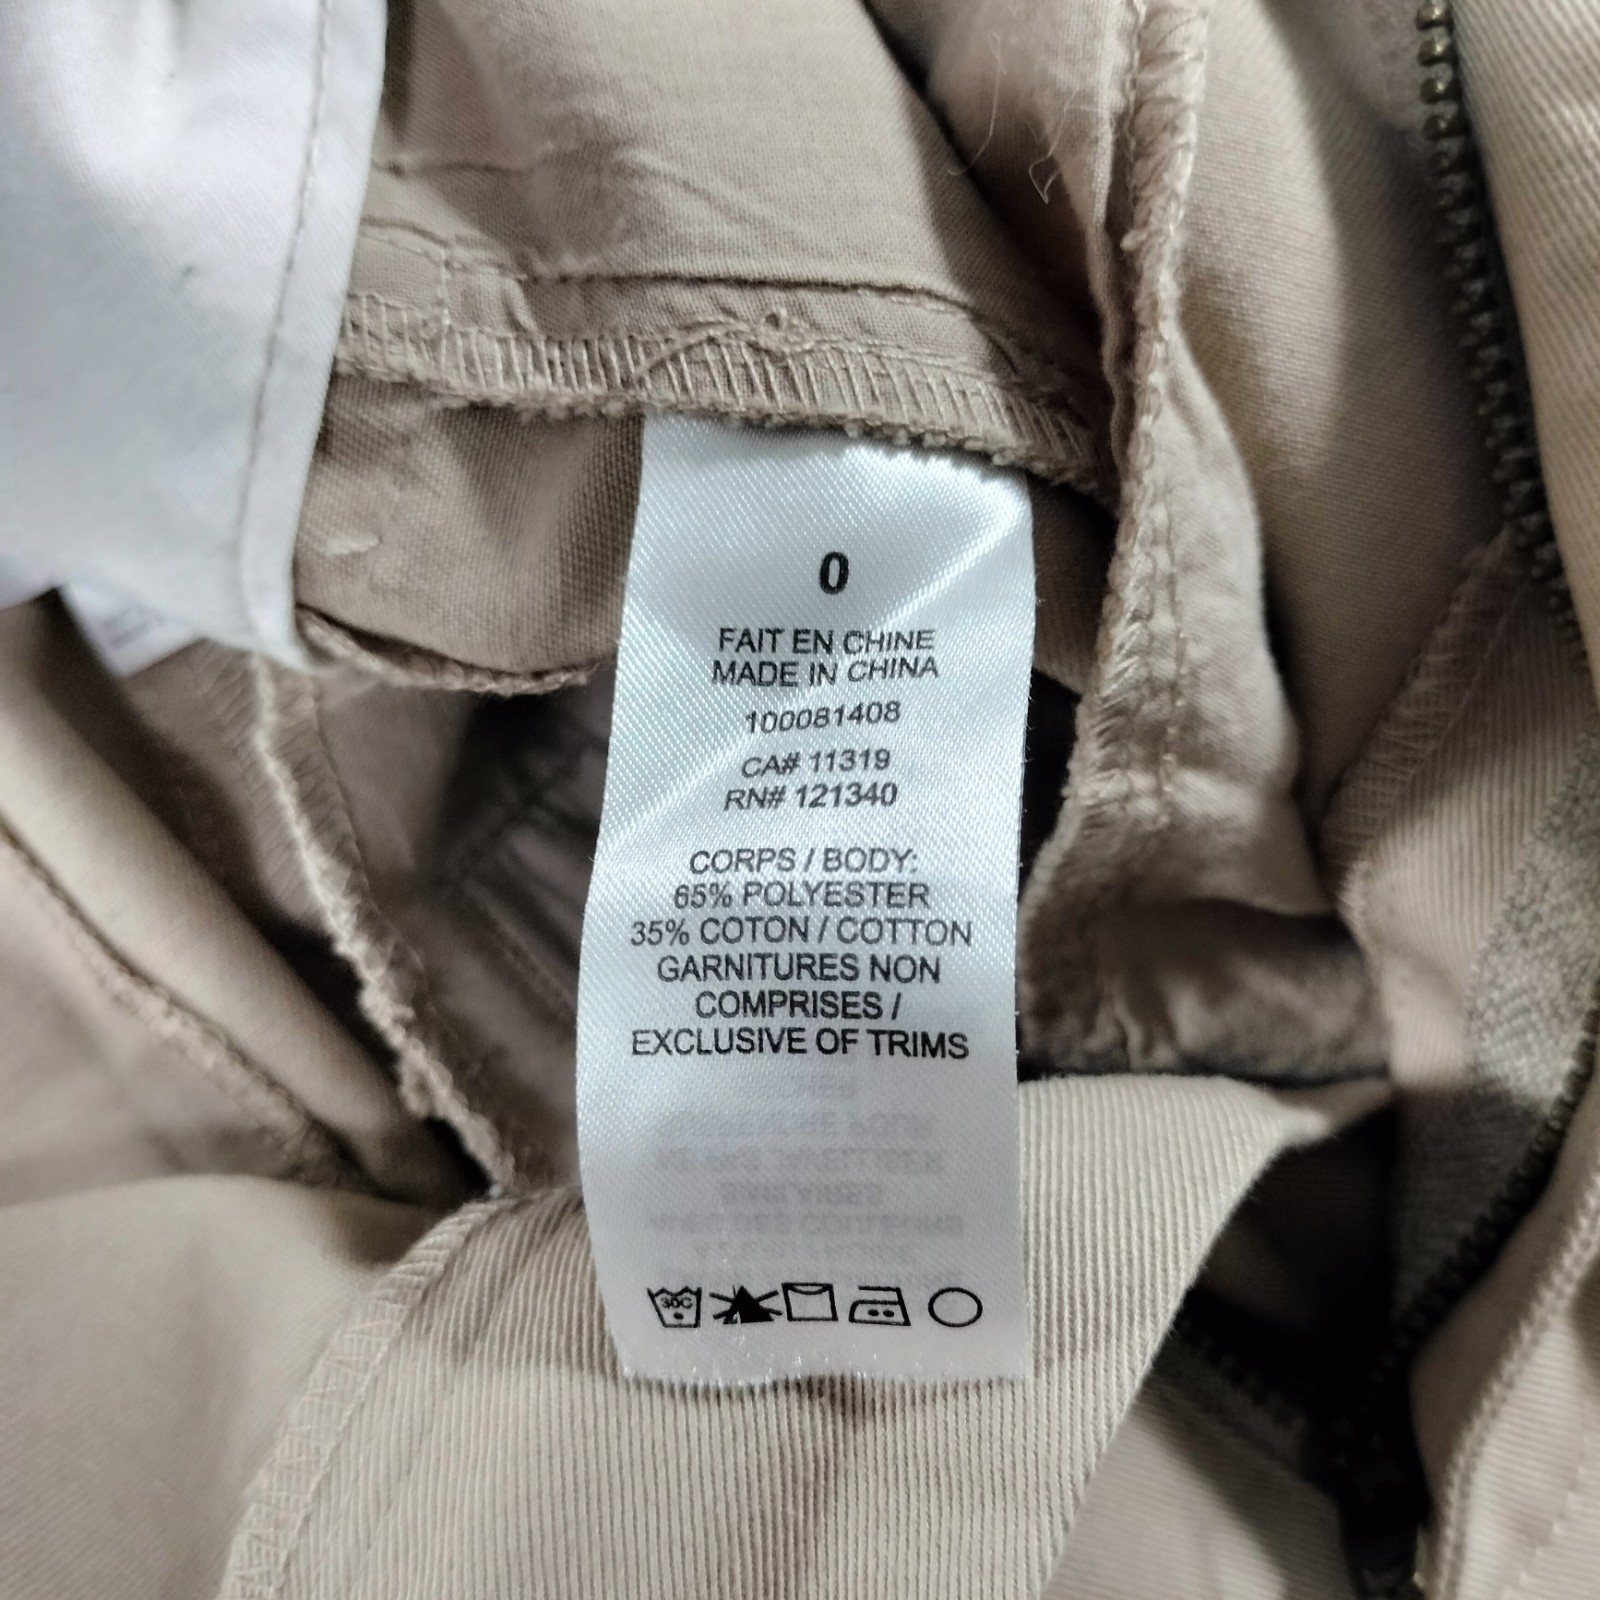 0
FAIT EN CHINE
MADE IN CHINA
100081408
CA# 11319
RN# 121340
CORPS / BODY:
65% POLYESTER
35% COTON / COTTON
GARNITURES NON
COMPRISES /
EXCLUSIVE OF TRIMS
30C